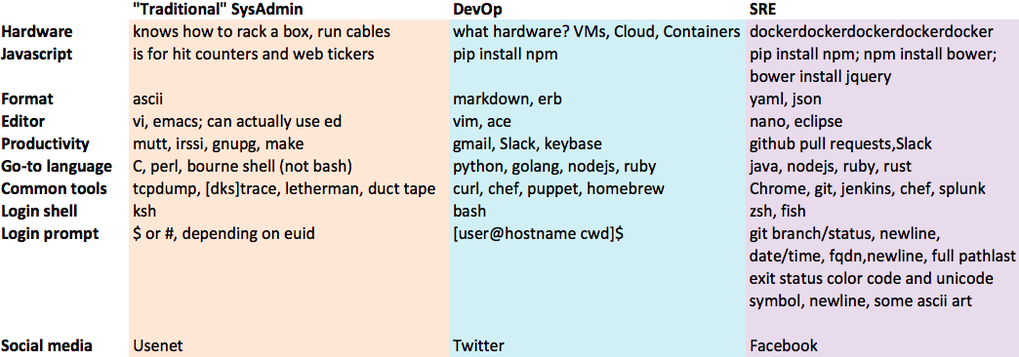 "Traditional" SysAdmin DevOp SRE
Hardware knows how to rack a box, run cables what hardware? VMs, Cloud, Containers dockerdockerdockerdockerdocker
Javascript is for hit counters and web tickers pip install npm pip install npm; npm install bower;
bower install jquery
Format ascii markdown, erb yaml, json
Editor vi, emacs; can actually use ed vim, ace nano, eclipse
Productivity mutt, irssi, gnupg, make gmail, Slack, keybase github pull requests,Slack
Go-to language C, perl, bourne shell (not bash) python, golang, nodejs, ruby java, nodejs, ruby, rust
Common tools tcpdump, [dks]trace, letherman, duct tape curl, chef, puppet, homebrew Chrome, git, jenkins, chef, splunk
Login shell ksh bash zsh, fish
Login prompt $ or #, depending on euid [user@hostname cwd]$ git branch/status, newline,
date/time, fqdn,newline, full pathlast
exit status color code and unicode
symbol, newline, some ascii art
Social media Usenet Twitter Facebook